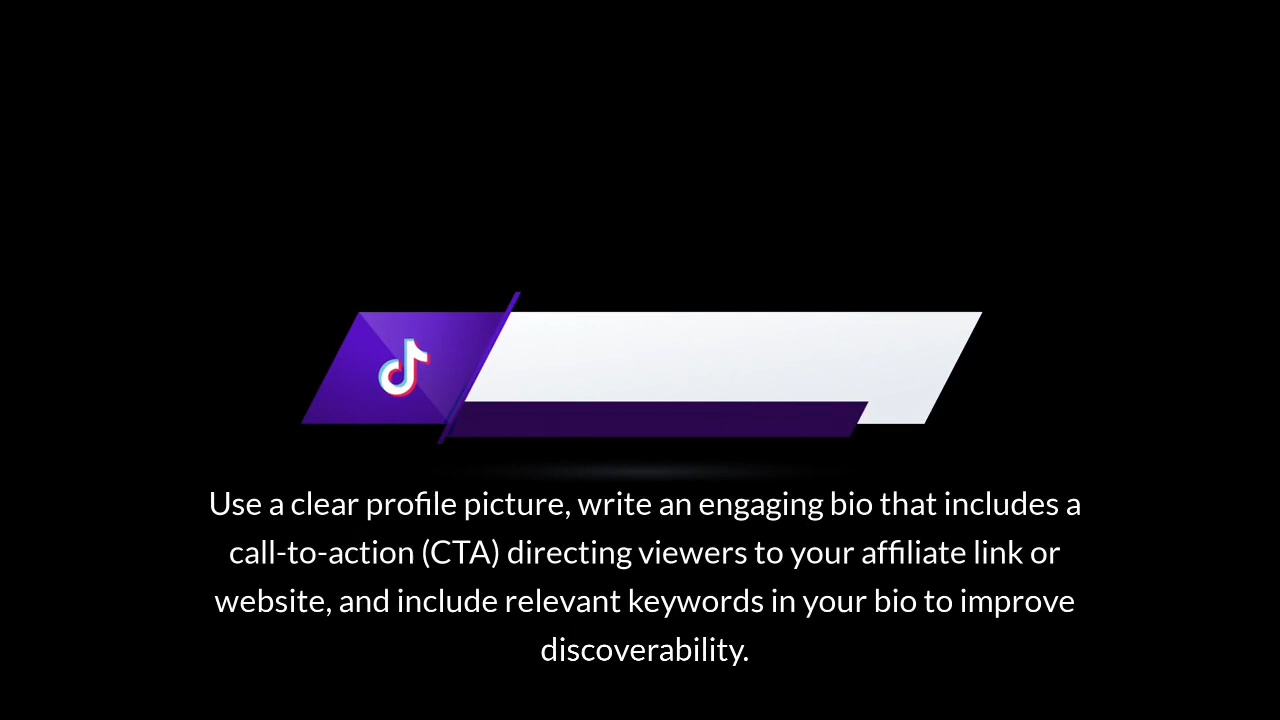 Use a clear profile picture, write an engaging bio that includes a
call-to-action (CTA) directing viewers to your affiliate link or
website, and include relevant keywords in your bio to improve
discoverability.